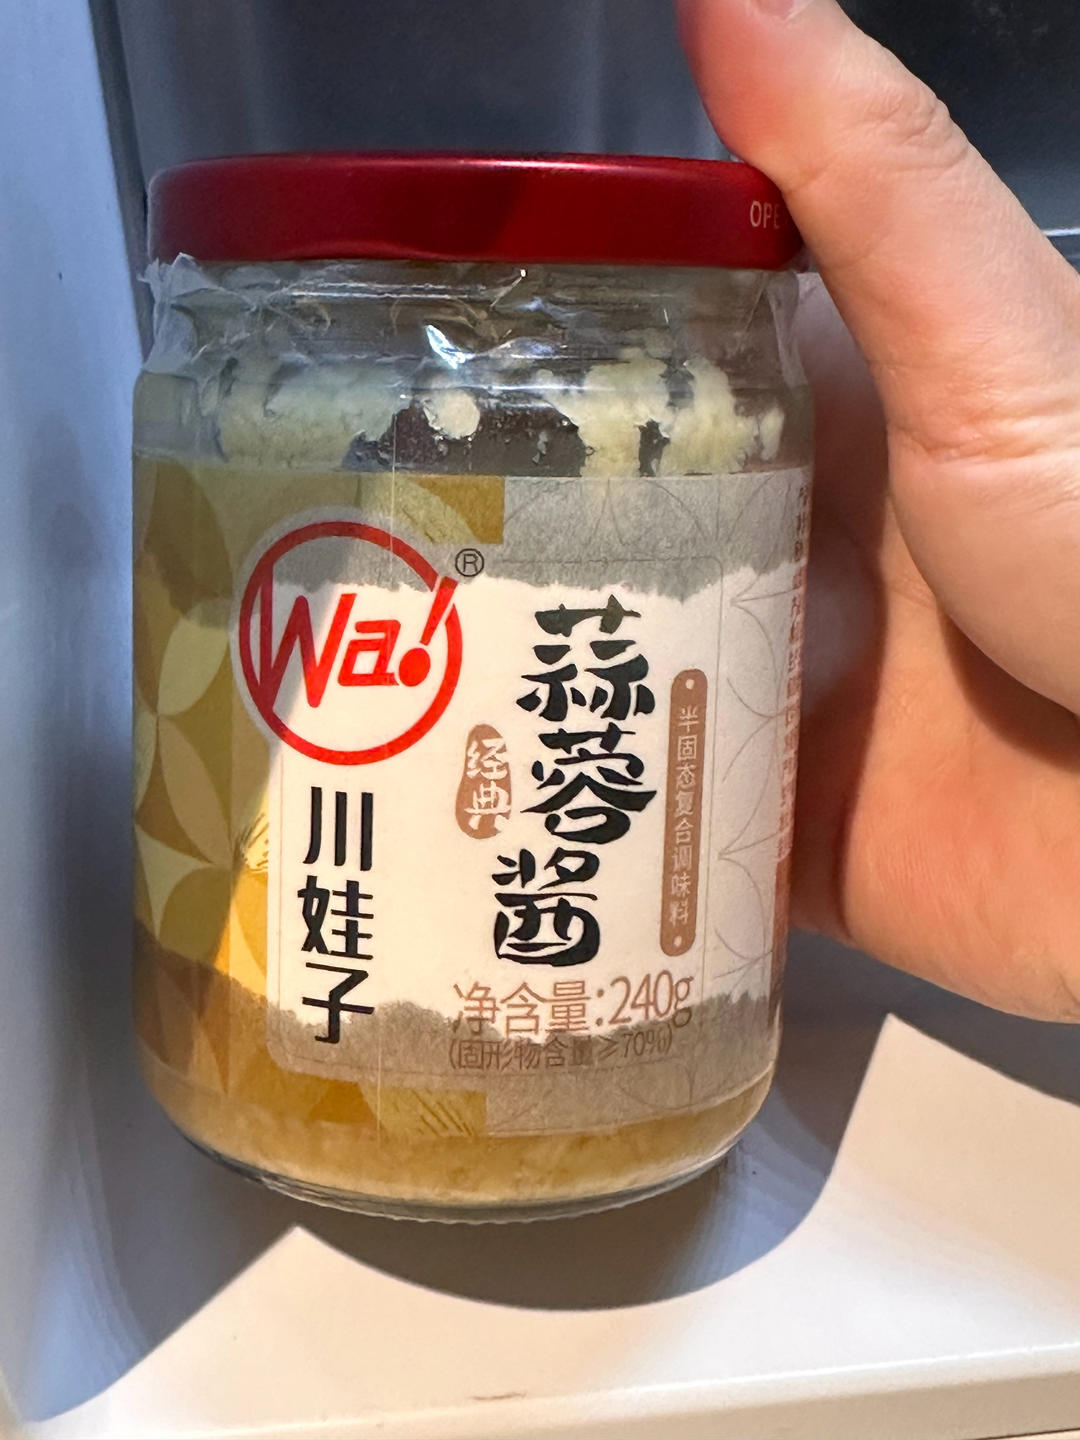 OPE
Wa!®
川娃子
经典
蒜蓉酱
半固态复合调味料
净含量:240g
(固形物含量≥70%)